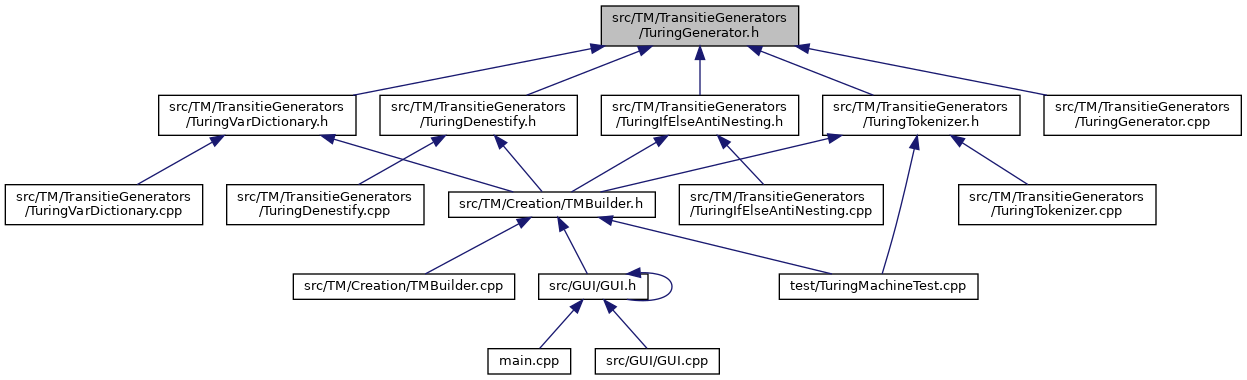 src/TM/TransitieGenerators
/TuringGenerator.h
src/TM/TransitieGenerators
/TuringVarDictionary.h
src/TM/TransitieGenerators
/TuringDenestify.h
src/TM/TransitieGenerators
/TuringIfElseAntiNesting.h
src/TM/TransitieGenerators
/TuringTokenizer.h
src/TM/TransitieGenerators
/TuringGenerator.cpp
src/TM/TransitieGenerators
/TuringVarDictionary.cpp
src/TM/TransitieGenerators
/TuringDenestify.cpp
src/TM/Creation/TMBuilder.h
src/TM/TransitieGenerators
/TuringIfElseAntiNesting.cpp
src/TM/TransitieGenerators
/TuringTokenizer.cpp
src/TM/Creation/TMBuilder.cpp
src/GUI/GUI.h
test/TuringMachineTest.cpp
main.cpp
src/GUI/GUI.cpp